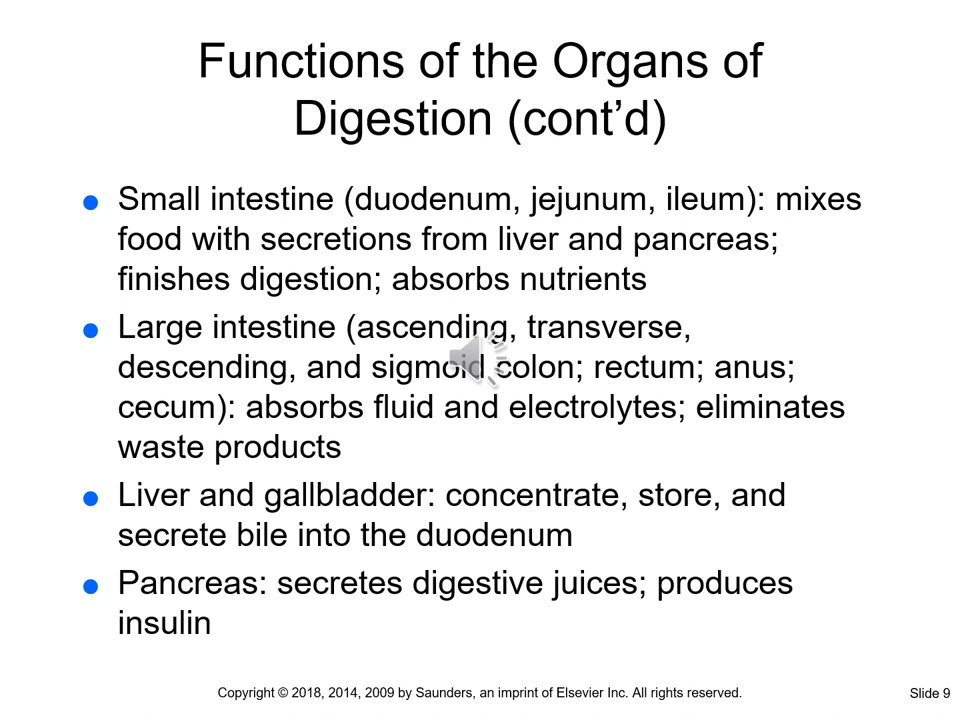 Functions of the Organs of
Digestion (cont’d)
● Small intestine (duodenum, jejunum, ileum): mixes
food with secretions from liver and pancreas;
finishes digestion; absorbs nutrients
● Large intestine (ascending, transverse,
descending, and sigmoid colon; rectum; anus;
cecum): absorbs fluid and electrolytes; eliminates
waste products
● Liver and gallbladder: concentrate, store, and
secrete bile into the duodenum
● Pancreas: secretes digestive juices; produces
insulin
Copyright © 2018, 2014, 2009 by Saunders, an imprint of Elsevier Inc. All rights reserved.
Slide 9